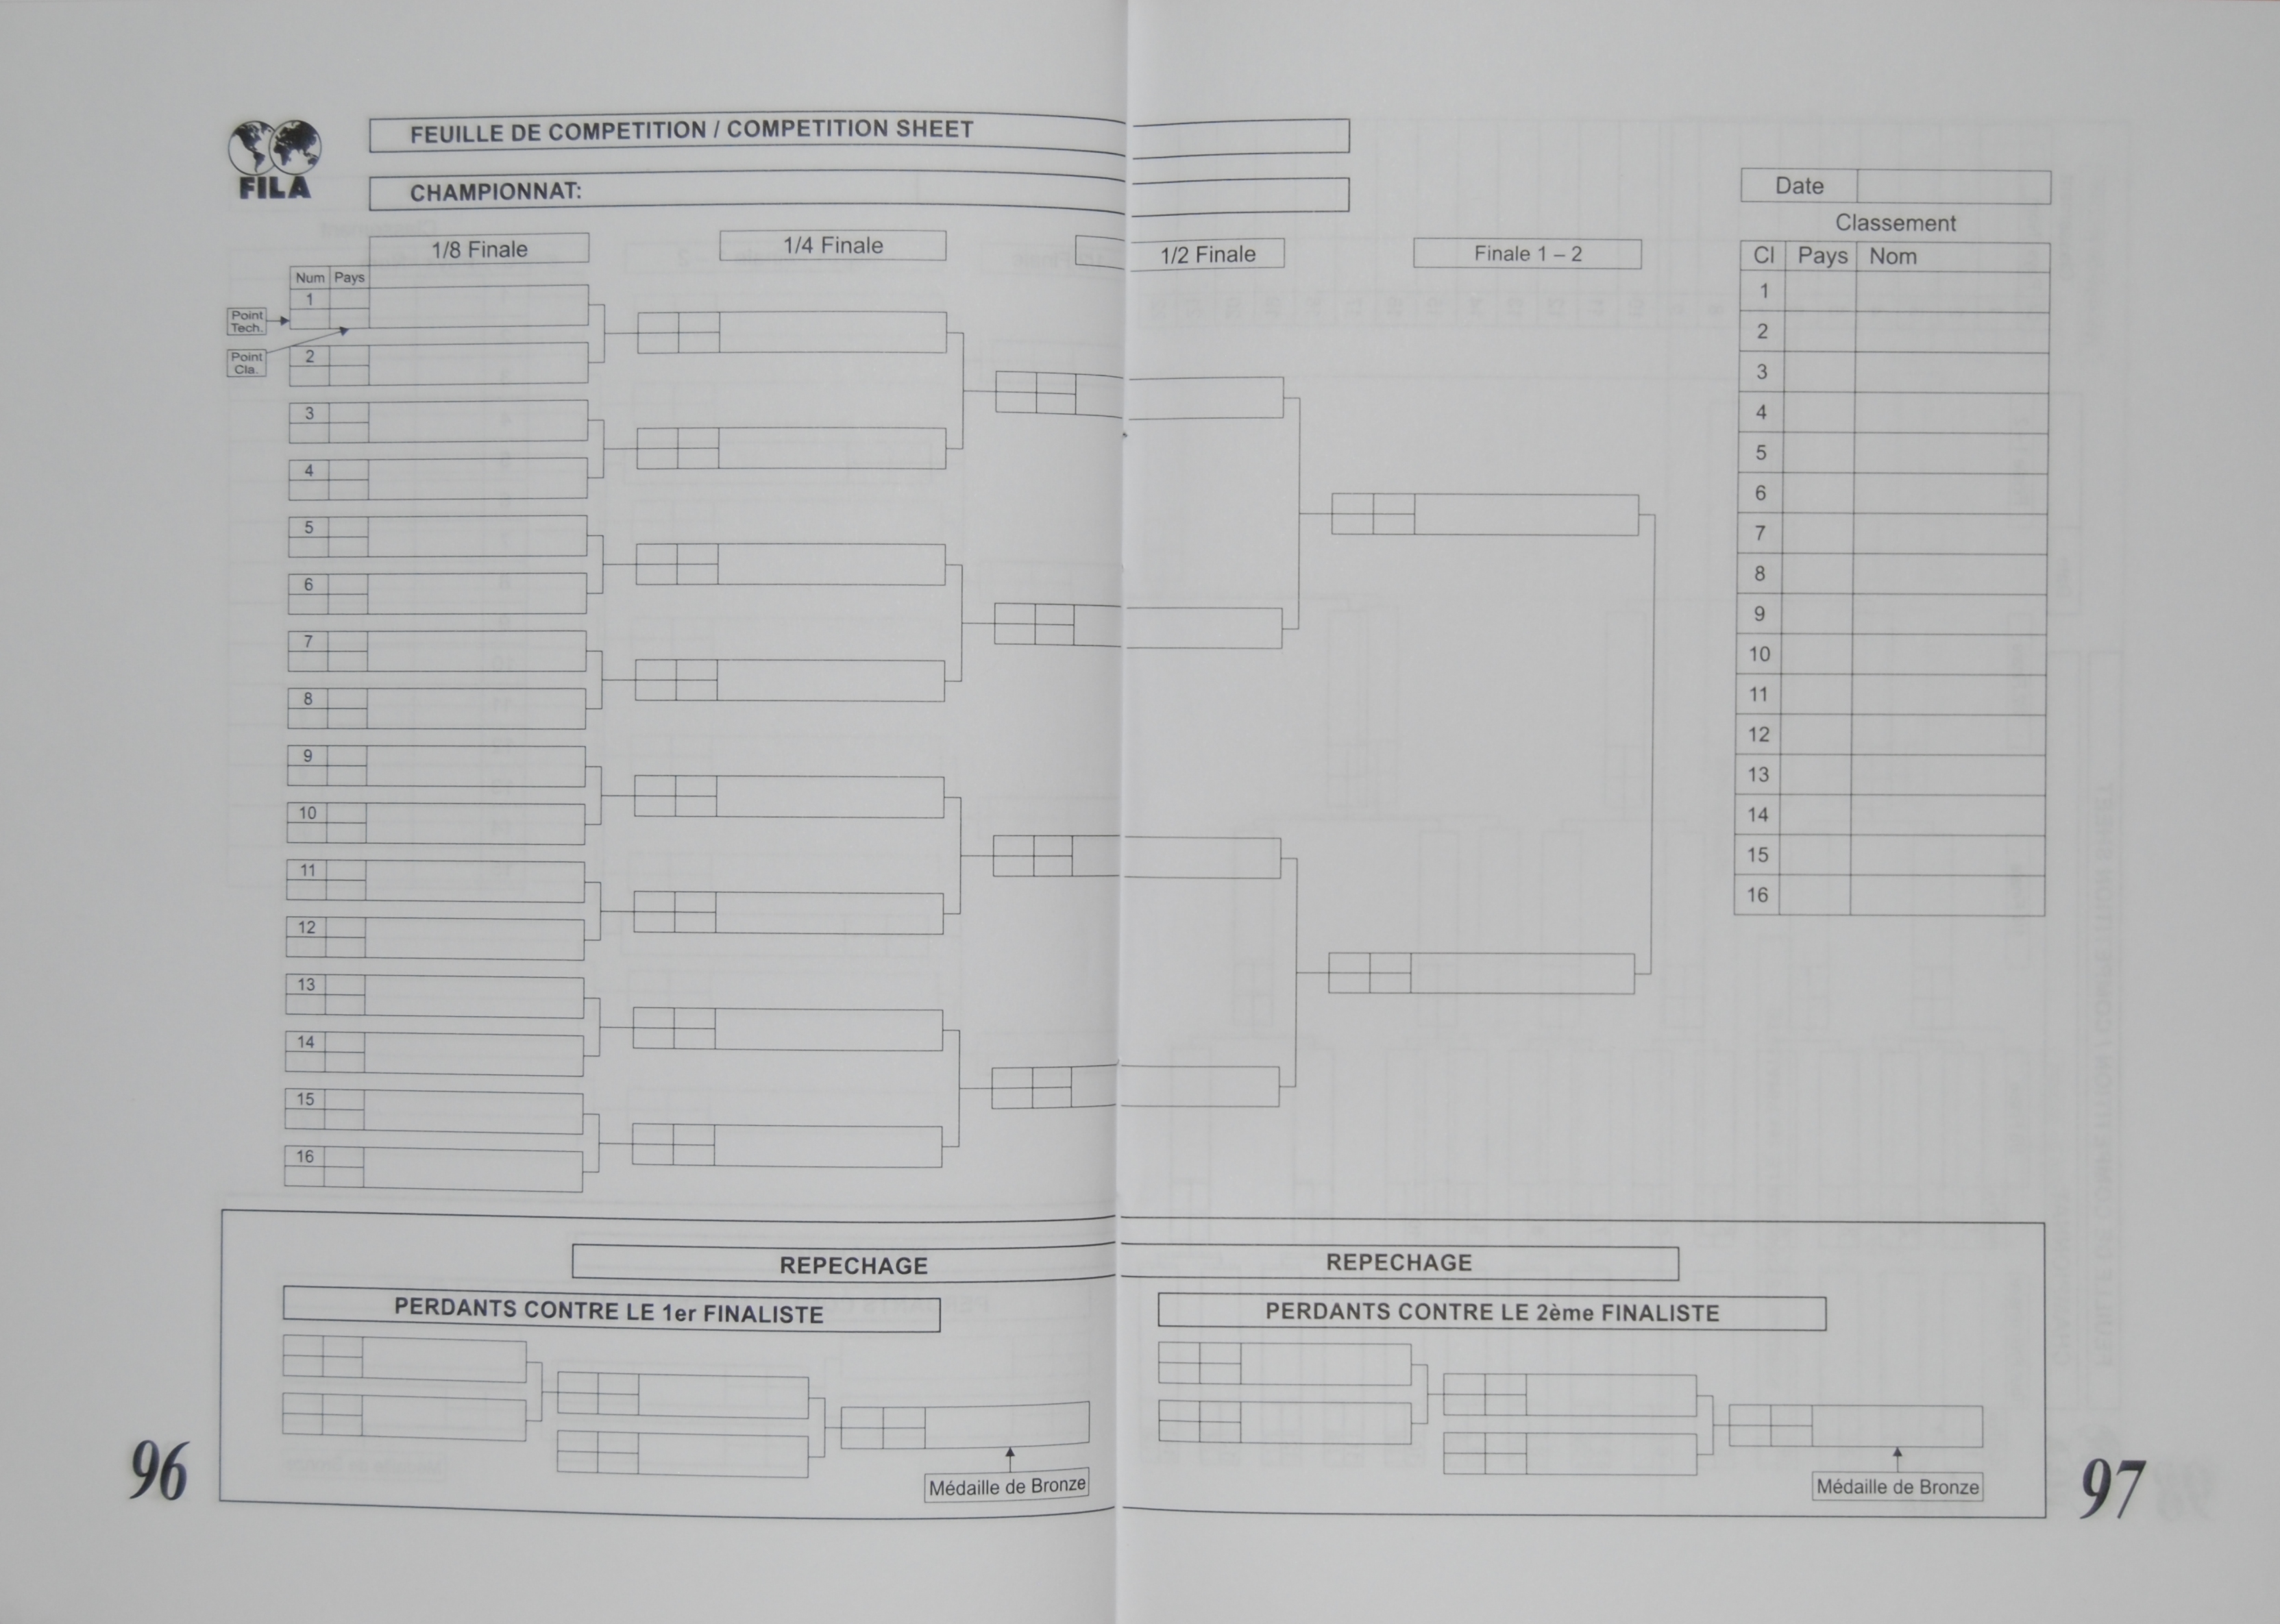 FILA
FEUILLE DE COMPETITION / COMPETITION SHEET
CHAMPIONNAT:
1/8 Finale
1/4 Finale
1/2 Finale
Finale 1 – 2
Date
Classement
Cl Pays Nom
1
2
3
4
5
6
7
8
9
10
11
12
13
14
15
16
Num Pays
Point
Tech.
Point
Cla.
1
2
3
4
5
6
7
8
9
10
11
12
13
14
15
16
REPECHAGE
PERDANTS CONTRE LE 1er FINALISTE
Médaille de Bronze
REPECHAGE
PERDANTS CONTRE LE 2ème FINALISTE
Médaille de Bronze
96
97